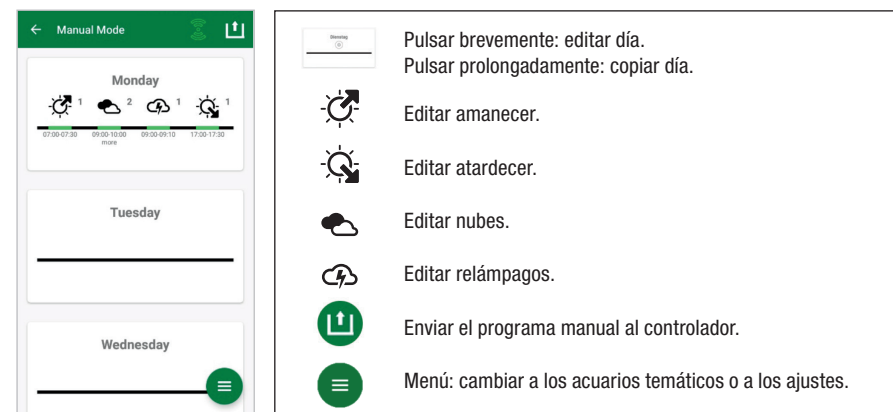 Manual Mode
Monday
1 2 1 1
07:00-07:30 09:00-10:00 09:00-09:10 17:00-17:30
more
Tuesday
Wednesday
Dienstag
Pulsar brevemente: editar día.
Pulsar prolongadamente: copiar día.
Editar amanecer.
Editar atardecer.
Editar nubes.
Editar relámpagos.
Enviar el programa manual al controlador.
Menú: cambiar a los acuarios temáticos o a los ajustes.